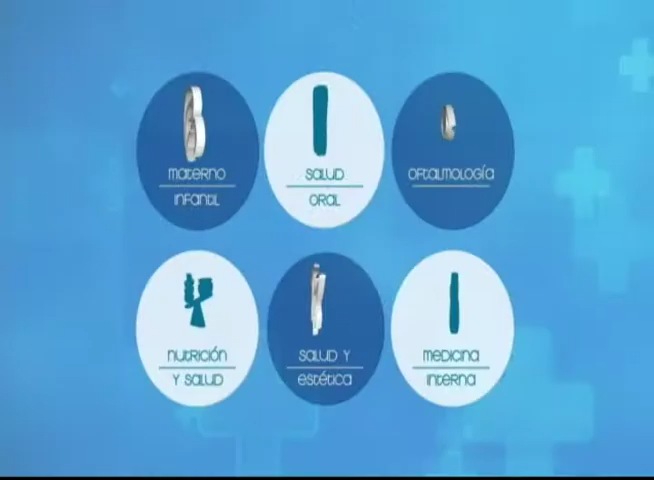 materno
infantil
salud
oral
oftalmología
nutrición
y salud
salud y
estética
medicina
interna